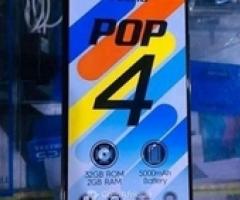 POP
4
32GB ROM
2GB RAM
5000mAh
Battery